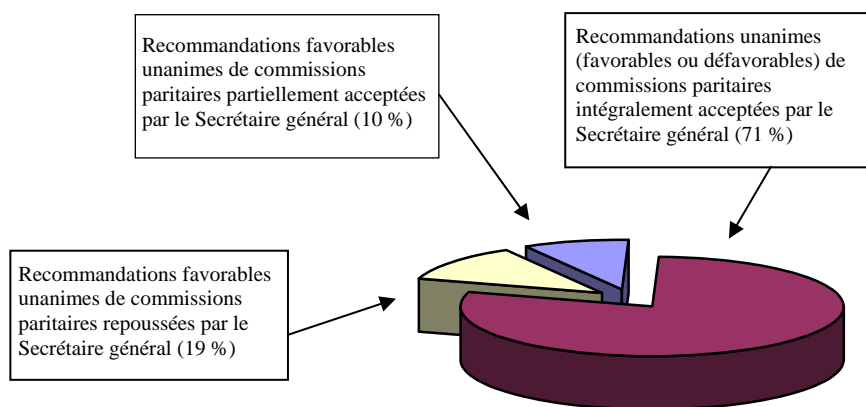 Recommandations favorables
unanimes de commissions
paritaires partiellement acceptées
par le Secrétaire général (10 %)
Recommandations unanimes
(favorables ou défavorables) de
commissions paritaires
intégralement acceptées par le
Secrétaire général (71 %)
Recommandations favorables
unanimes de commissions
paritaires repoussées par le
Secrétaire général (19 %)